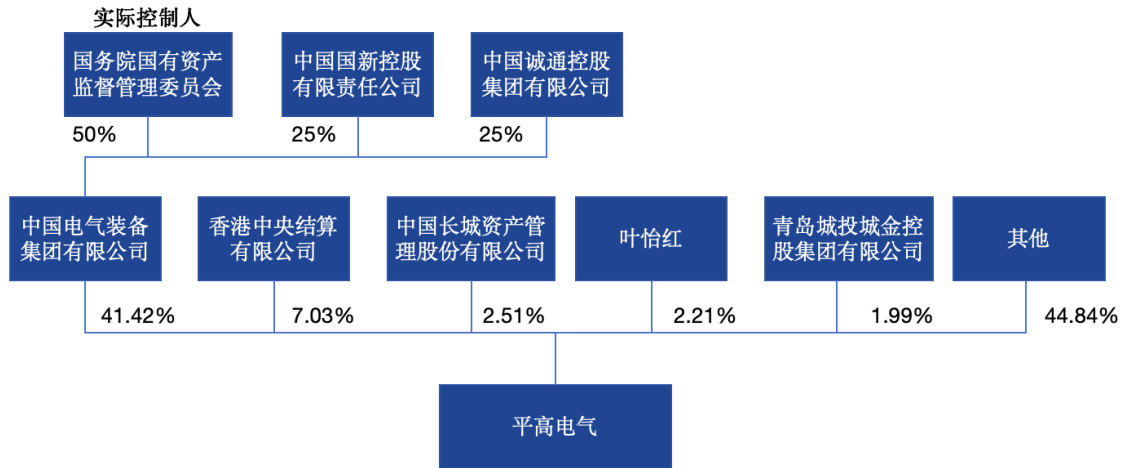 实际控制人
国务院国有资产
监督管理委员会
中国国新控股
有限责任公司
中国诚通控股
集团有限公司
50%
25%
25%
中国电气装备
集团有限公司
香港中央结算
有限公司
中国长城资产管
理股份有限公司
叶怡红
青岛城投城金控
股集团有限公司
其他
41.42%
7.03%
2.51%
2.21%
1.99%
44.84%
平高电气